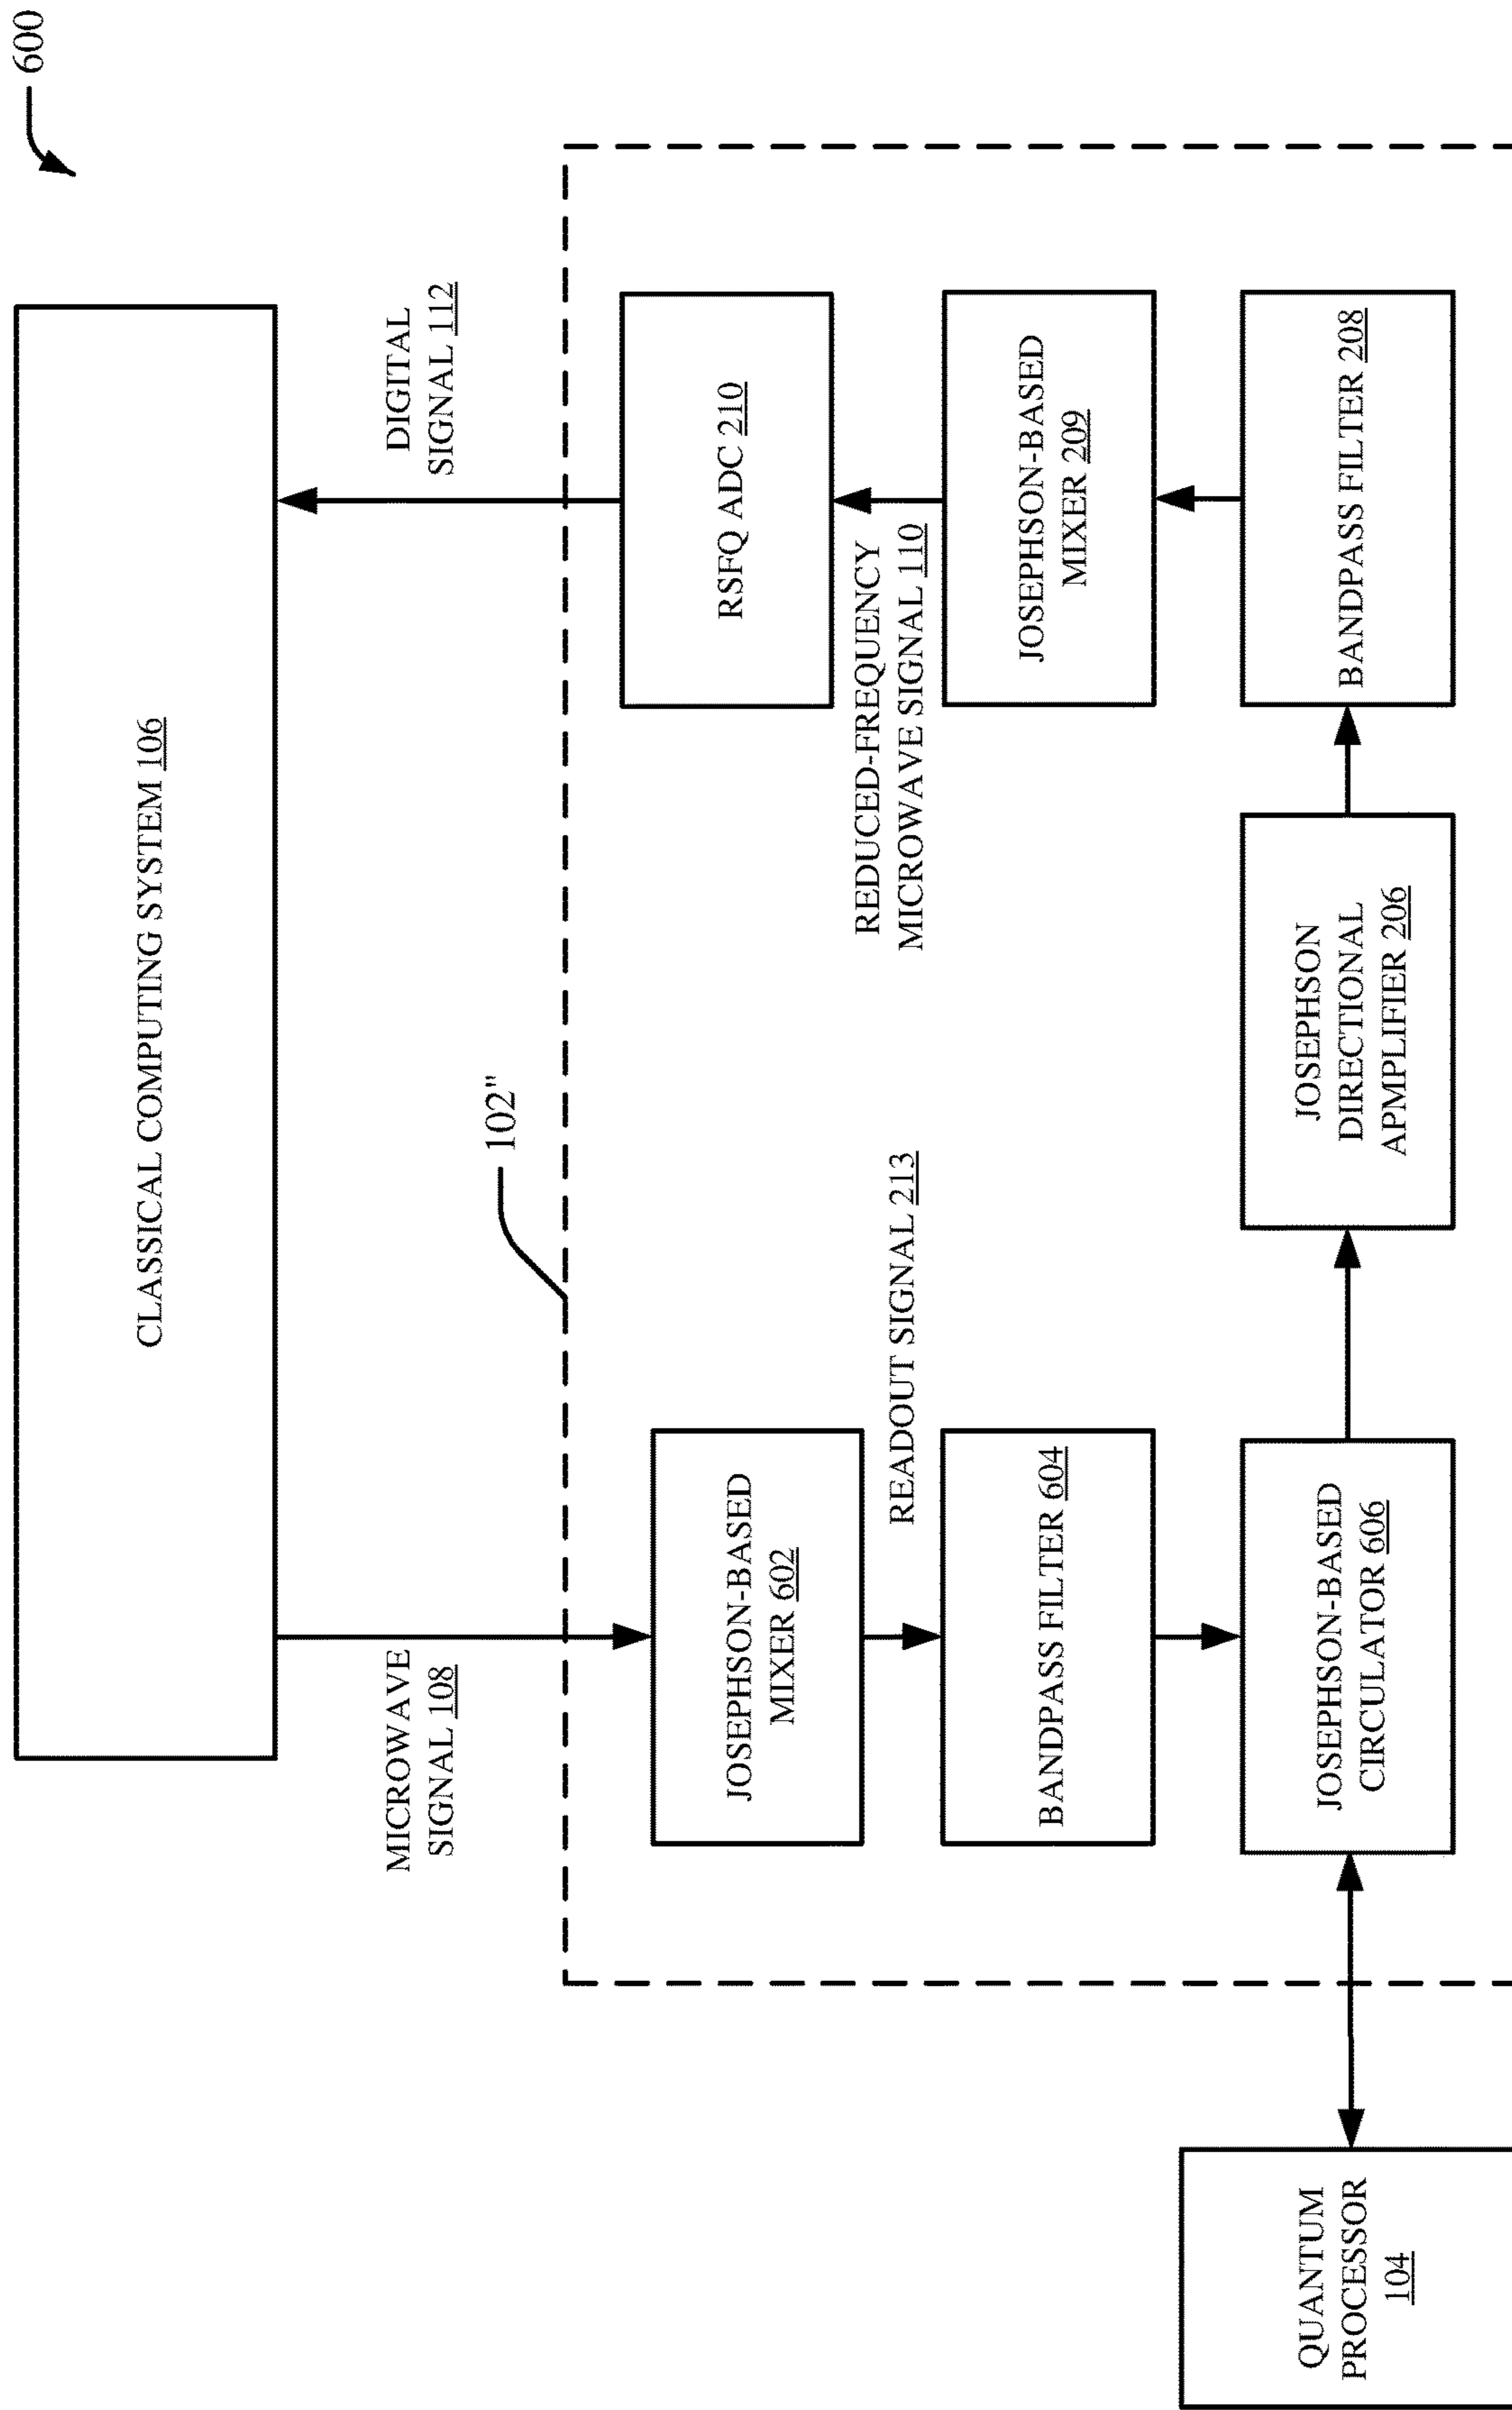 600
CLASSICAL COMPUTING SYSTEM 106
MICROWAVE
SIGNAL 108
DIGITAL
SIGNAL 112
102"
JOSEPHSON-BASED
MIXER 602
READOUT SIGNAL 213
BANDPASS FILTER 604
JOSEPHSON-BASED
CIRCULATOR 606
QUANTUM
PROCESSOR
104
JOSEPHSON
DIRECTIONAL
APMPLIFIER 206
BANDPASS FILTER 208
JOSEPHSON-BASED
MIXER 209
REDUCED-FREQUENCY
MICROWAVE SIGNAL 110
RSFQ ADC 210